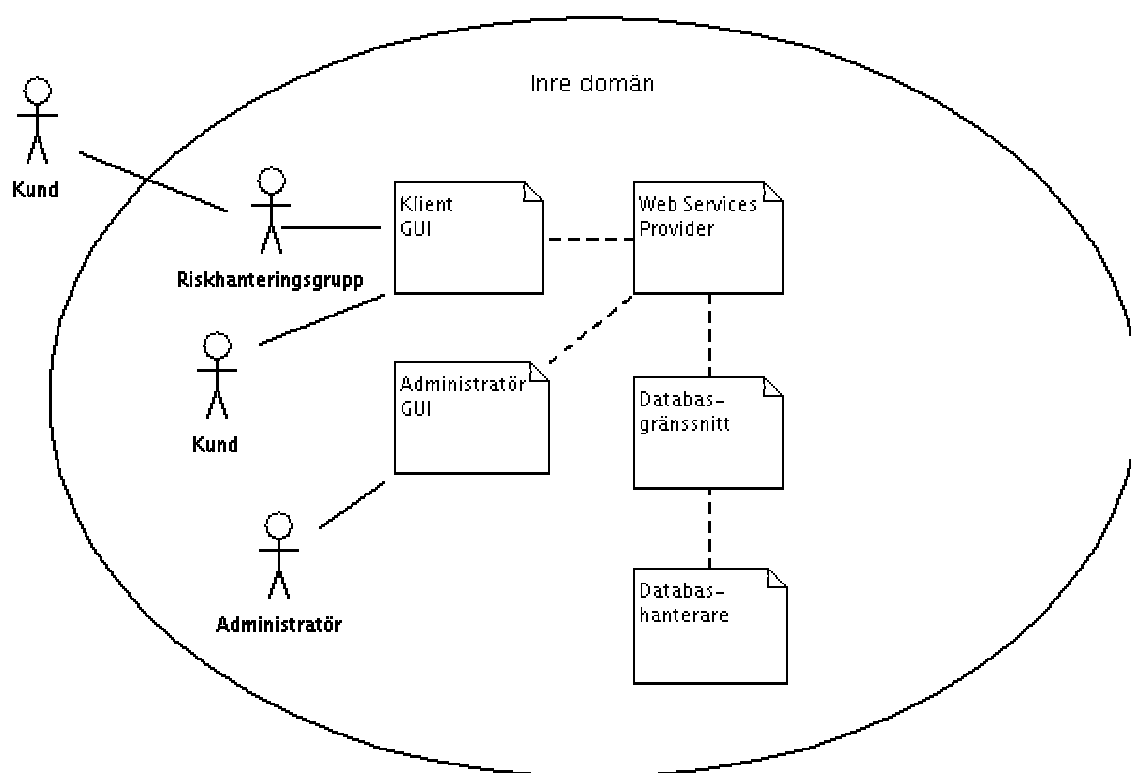 Inre domän
Kund
Klient
GUI
Web Services
Provider
Riskhanteringsgrupp
Kund
Administratör
GUI
Databas-
gränssnitt
Administratör
Databas-
hanterare